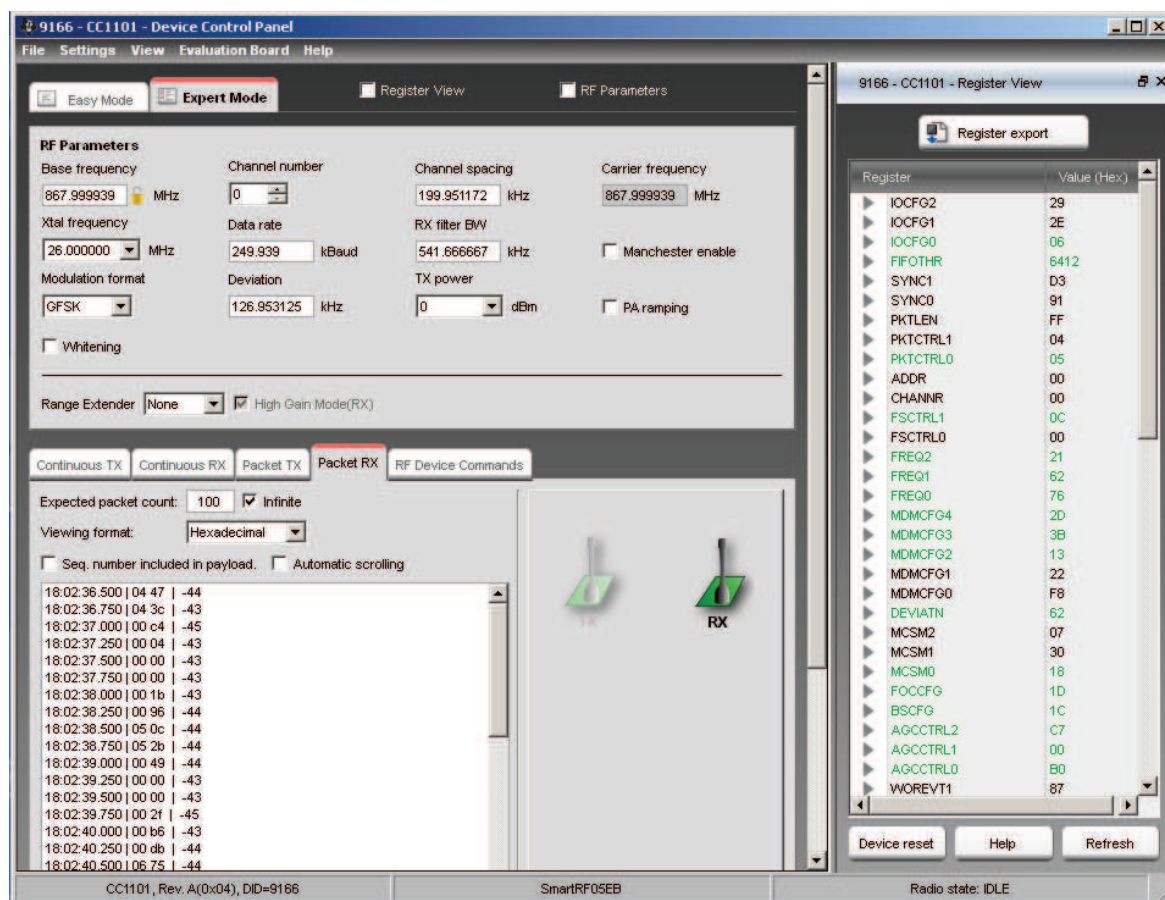 9166 - CC1101 - Device Control Panel
File Settings View Evaluation Board Help
Easy Mode Expert Mode Register View RF Parameters
RF Parameters
Base frequency Channel number Channel spacing Carrier frequency
867.999939 MHz 0 199.951172 kHz 867.999939 MHz
Xtal frequency Data rate RX filter BW
26.000000 MHz 249.939 kBaud 541.666667 kHz Manchester enable
Modulation format Deviation TX power
GFSK 126.953125 kHz 0 dBm PA ramping
Whitening
Range Extender None High Gain Mode(RX)
Continuous TX Continuous RX Packet TX Packet RX RF Device Commands
Expected packet count: 100 Infinite
Viewing format: Hexadecimal
Seq. number included in payload. Automatic scrolling
18:02:36.500 | 04 47 | -44
18:02:36.750 | 04 3c | -43
18:02:37.000 | 00 c4 | -45
18:02:37.250 | 00 04 | -43
18:02:37.500 | 00 00 | -43
18:02:37.750 | 00 00 | -43
18:02:38.000 | 00 1b | -43
18:02:38.250 | 00 96 | -44
18:02:38.500 | 05 0c | -44
18:02:38.750 | 05 2b | -44
18:02:39.000 | 00 49 | -44
18:02:39.250 | 00 00 | -43
18:02:39.500 | 00 00 | -43
18:02:39.750 | 00 2f | -45
18:02:40.000 | 00 b6 | -43
18:02:40.250 | 00 db | -44
18:02:40.500 | 06 75 | -44
TX
RX
9166 - CC1101 - Register View
Register export
Register Value (Hex)
IOCFG2 29
IOCFG1 2E
IOCFG0 06
FIFOTHR 6412
SYNC1 D3
SYNC0 91
PKTLEN FF
PKTCTRL1 04
PKTCTRL0 05
ADDR 00
CHANNR 00
FSCTRL1 0C
FSCTRL0 00
FREQ2 21
FREQ1 62
FREQ0 76
MDMCFG4 2D
MDMCFG3 3B
MDMCFG2 13
MDMCFG1 22
MDMCFG0 F8
DEVIATN 62
MCSM2 07
MCSM1 30
MCSM0 18
FOCCFG 1D
BSCFG 1C
AGCCTRL2 C7
AGCCTRL1 00
AGCCTRL0 B0
WOREVT1 87
Device reset Help Refresh
CC1101, Rev. A(0x04), DID=9166 SmartRF05EB Radio state: IDLE